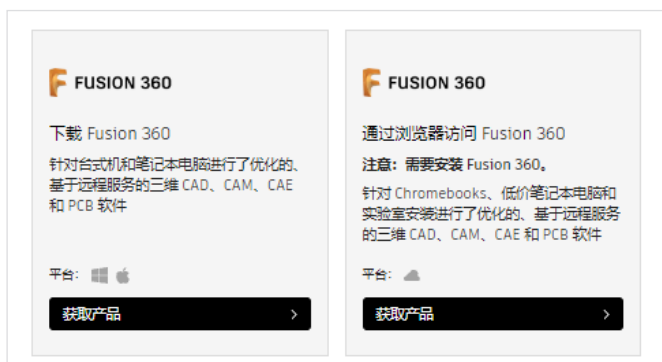 FUSION 360
下载 Fusion 360
针对台式机和笔记本电脑进行了优化的、
基于远程服务的三维 CAD、CAM、CAE
和 PCB 软件
平台:
获取产品
FUSION 360
通过浏览器访问 Fusion 360
注意：需要安装 Fusion 360。
针对 Chromebooks、低价笔记本电脑和
实验室安装进行了优化的、基于远程服务
的三维 CAD、CAM、CAE 和 PCB 软件
平台:
获取产品